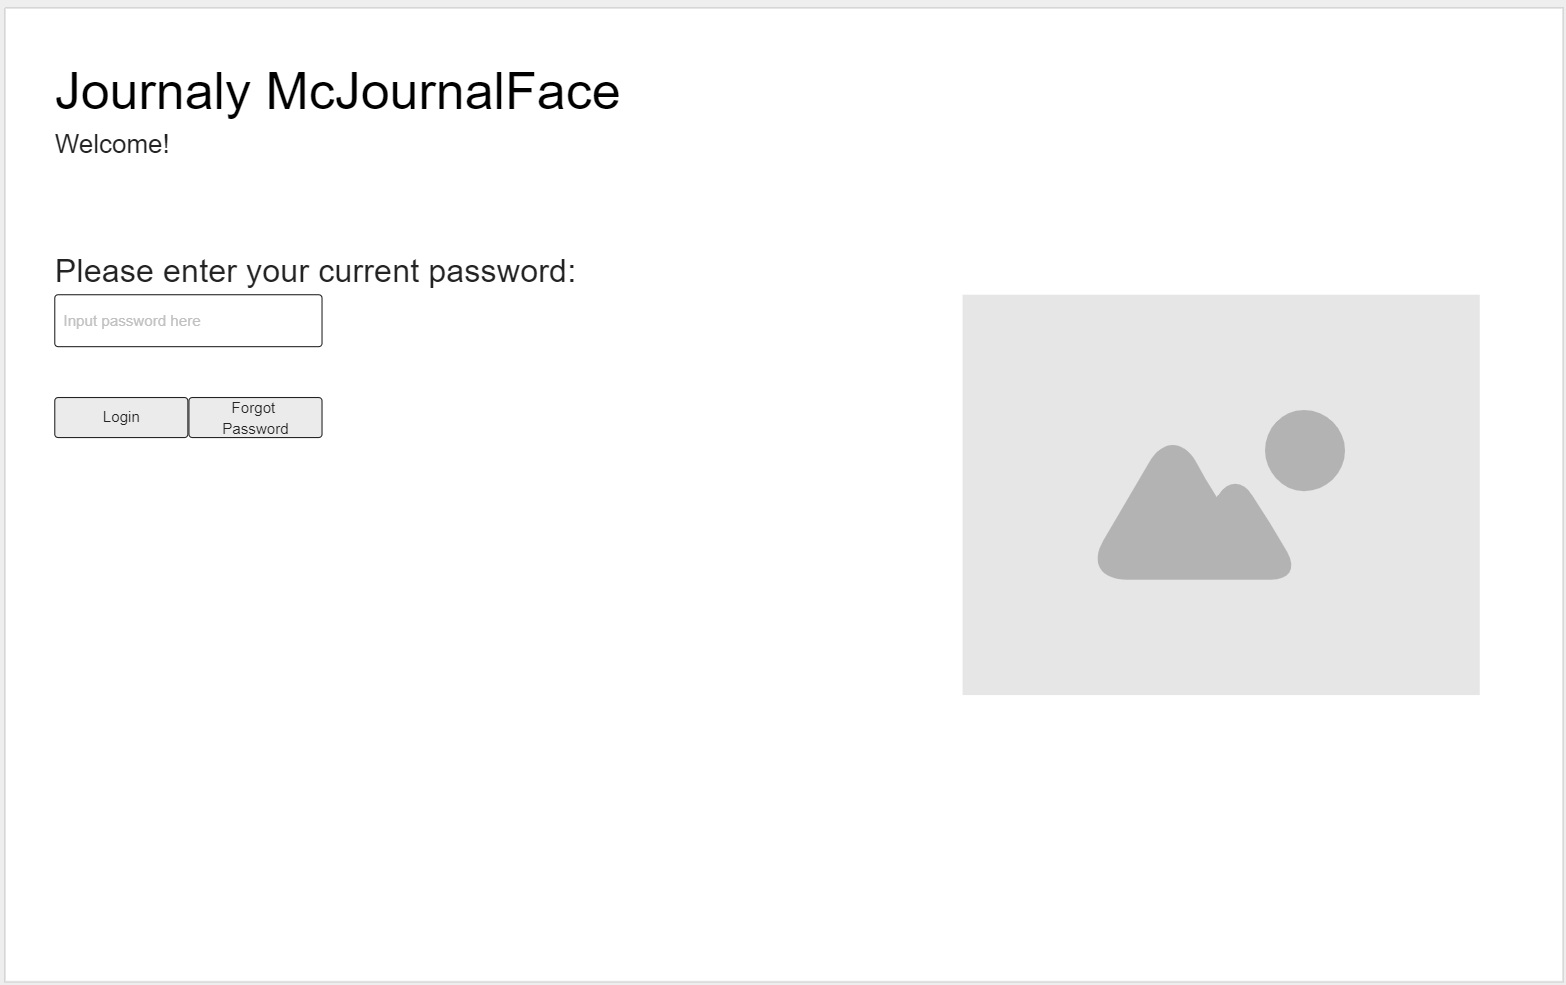 Journaly McJournalFace
Welcome!
Please enter your current password:
Input password here
Login
Forgot
Password